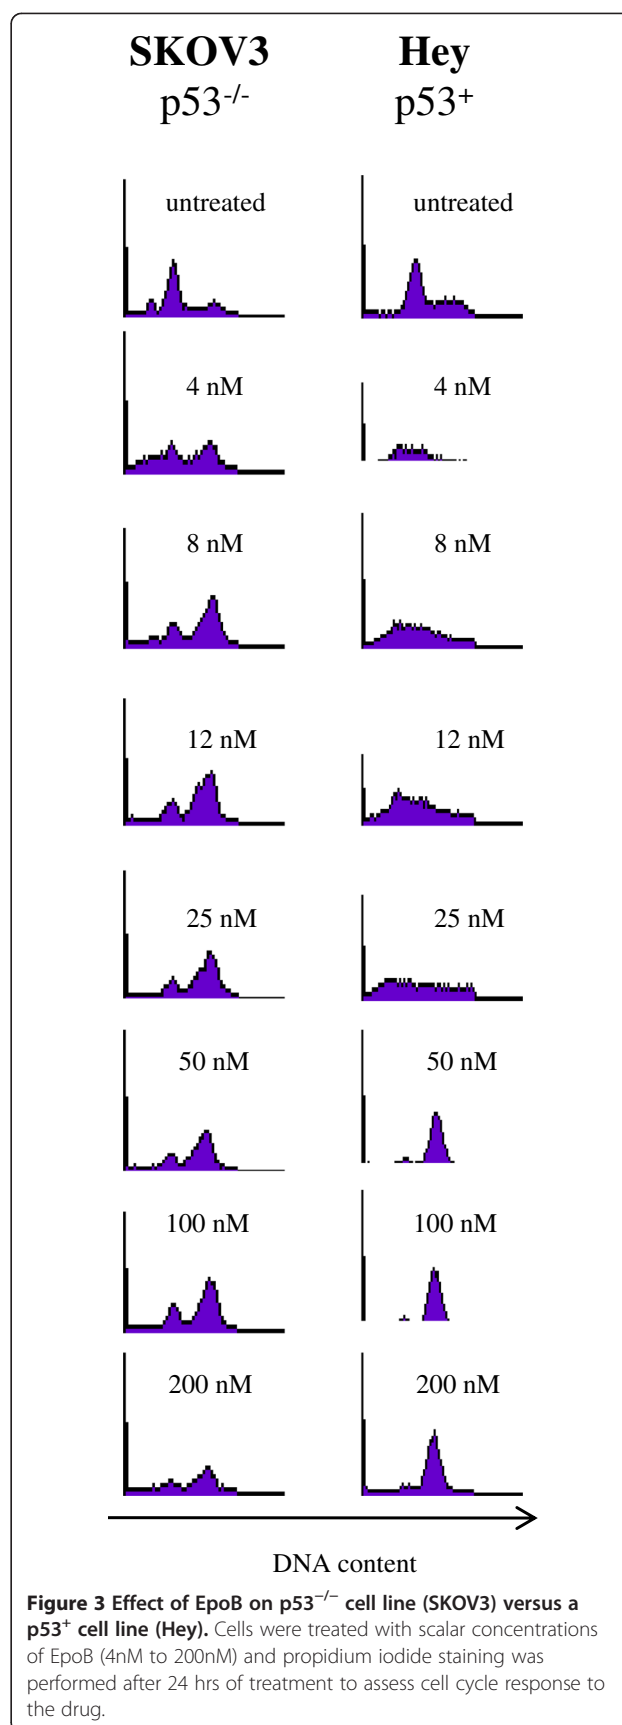 SKOV3 Hey
p53-/- p53+
untreated untreated
4 nM 4 nM
8 nM 8 nM
12 nM 12 nM
25 nM 25 nM
50 nM 50 nM
100 nM 100 nM
200 nM 200 nM
DNA content
Figure 3 Effect of EpoB on p53−/− cell line (SKOV3) versus a
p53+ cell line (Hey). Cells were treated with scalar concentrations
of EpoB (4nM to 200nM) and propidium iodide staining was
performed after 24 hrs of treatment to assess cell cycle response to
the drug.